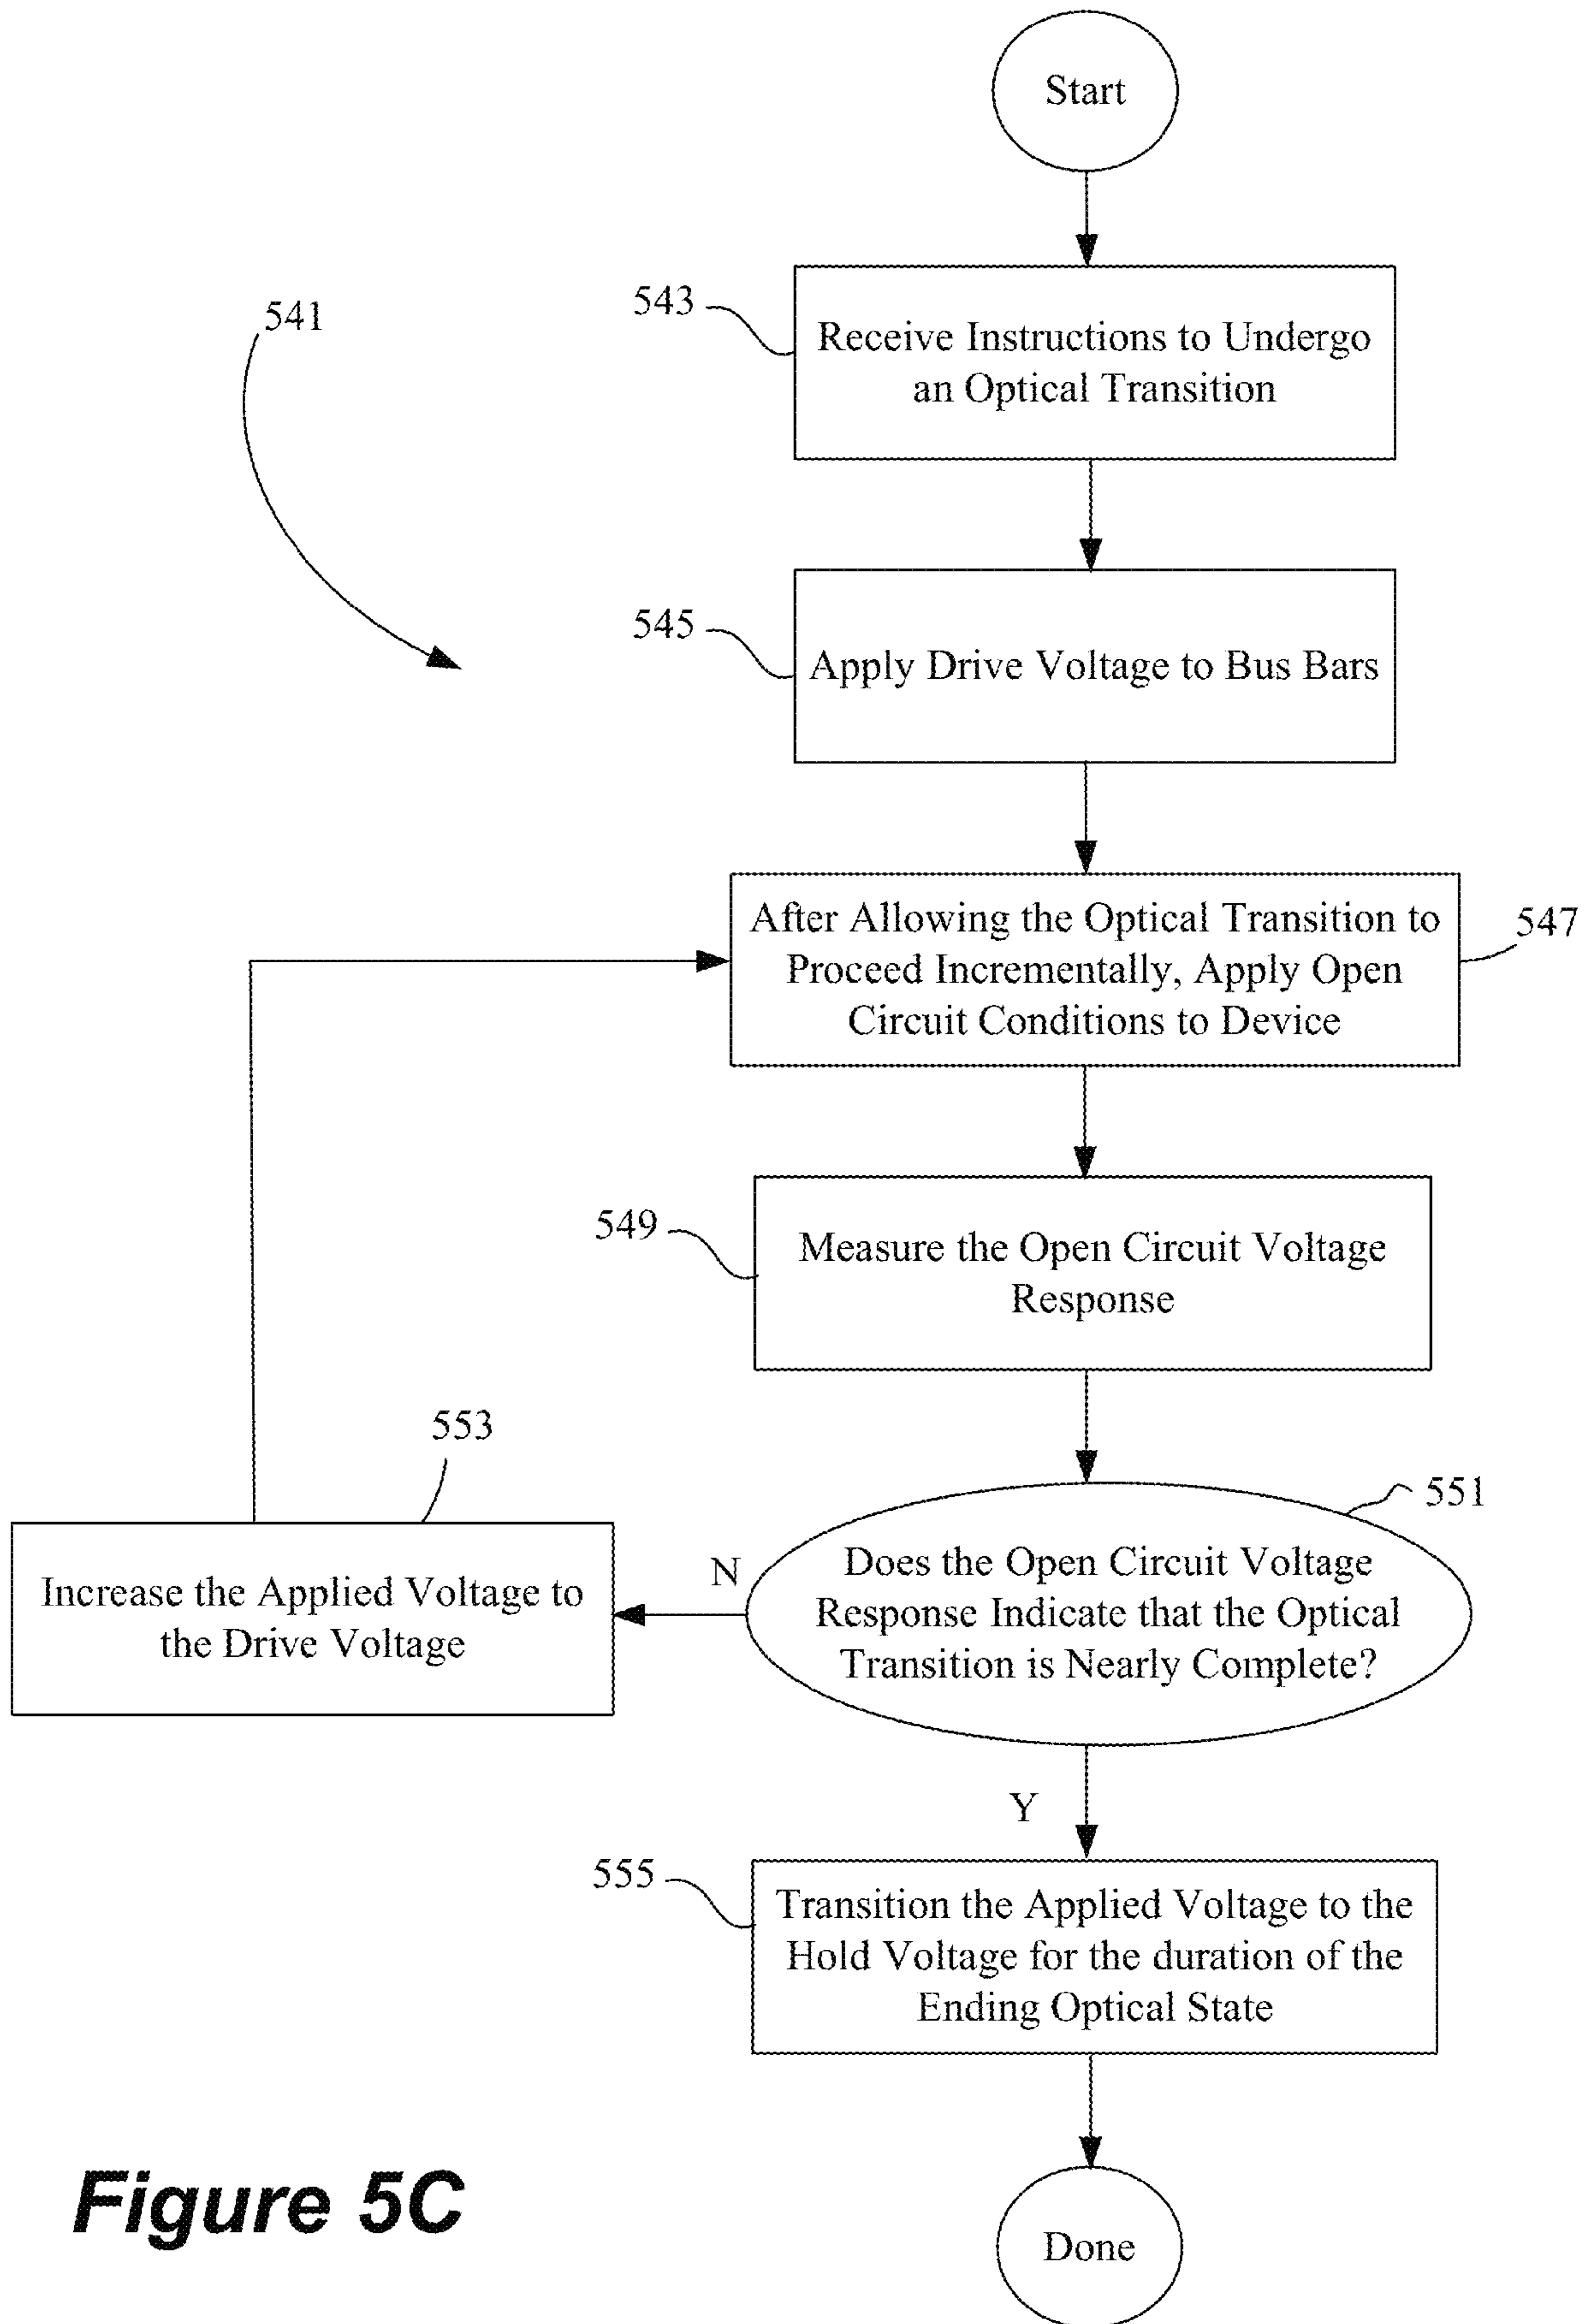 Start
541
543
Receive Instructions to Undergo
an Optical Transition
545
Apply Drive Voltage to Bus Bars
After Allowing the Optical Transition to
Proceed Incrementally, Apply Open
Circuit Conditions to Device
547
549
Measure the Open Circuit Voltage
Response
553
Increase the Applied Voltage to
the Drive Voltage
N
551
Does the Open Circuit Voltage
Response Indicate that the Optical
Transition is Nearly Complete?
Y
555
Transition the Applied Voltage to the
Hold Voltage for the duration of the
Ending Optical State
Done
Figure 5C